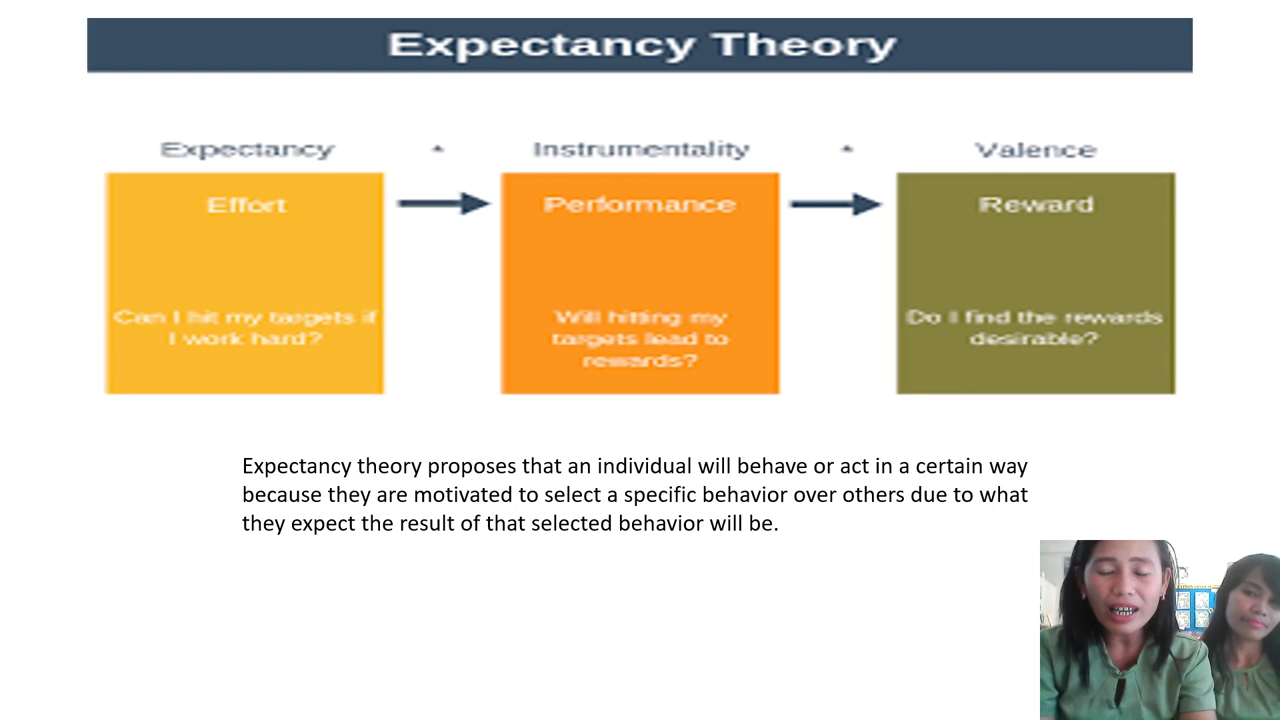 Expectancy Theory
Expectancy
Instrumentality
Valence
Effort
Performance
Reward
Can I hit my targets if
I work hard?
Will hitting my
targets lead to
rewards?
Do I find the rewards
desirable?
Expectancy theory proposes that an individual will behave or act in a certain way
because they are motivated to select a specific behavior over others due to what
they expect the result of that selected behavior will be.